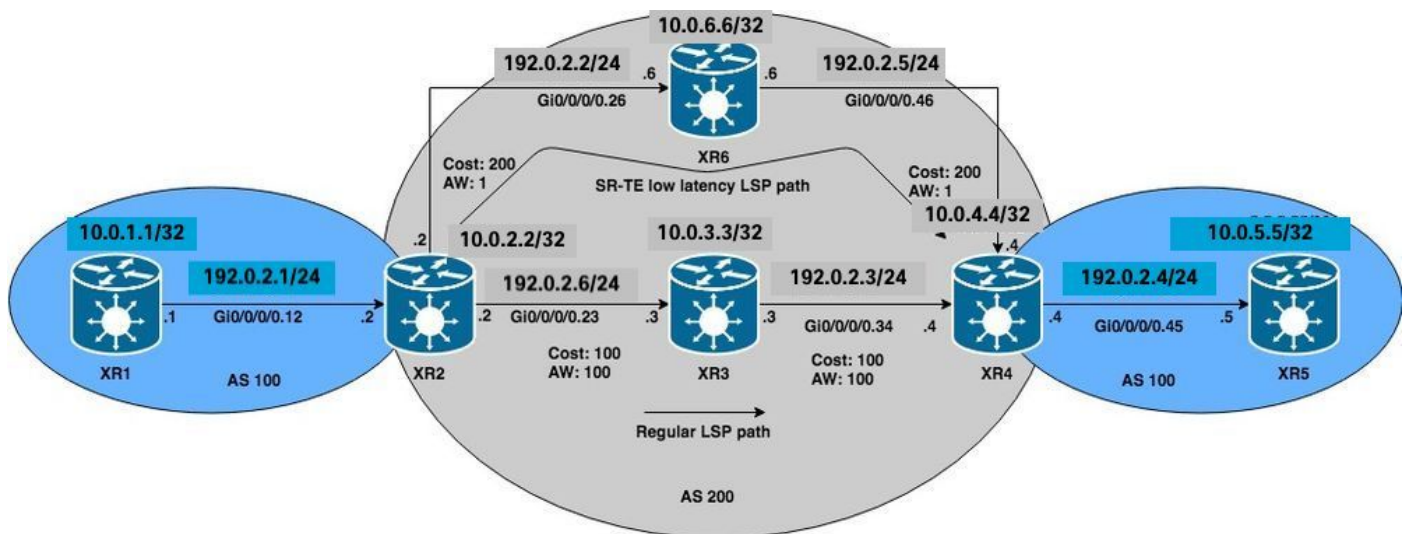 10.0.6.6/32
192.0.2.2/24
.6
.6
192.0.2.5/24
Gi0/0/0/0.26
Gi0/0/0/0.46
XR6
Cost: 200
AW: 1
SR-TE low latency LSP path
Cost: 200
AW: 1
10.0.1.1/32
.2
10.0.2.2/32
10.0.3.3/32
10.0.4.4/32
.4
10.0.5.5/32
192.0.2.1/24
192.0.2.6/24
192.0.2.3/24
192.0.2.4/24
.1
Gi0/0/0/0.12
.2
.2
Gi0/0/0/0.23
.3
.3
Gi0/0/0/0.34
.4
.4
Gi0/0/0/0.45
.5
Cost: 100
AW: 100
Cost: 100
AW: 100
XR1
AS 100
XR2
XR3
XR4
AS 100
XR5
Regular LSP path
AS 200